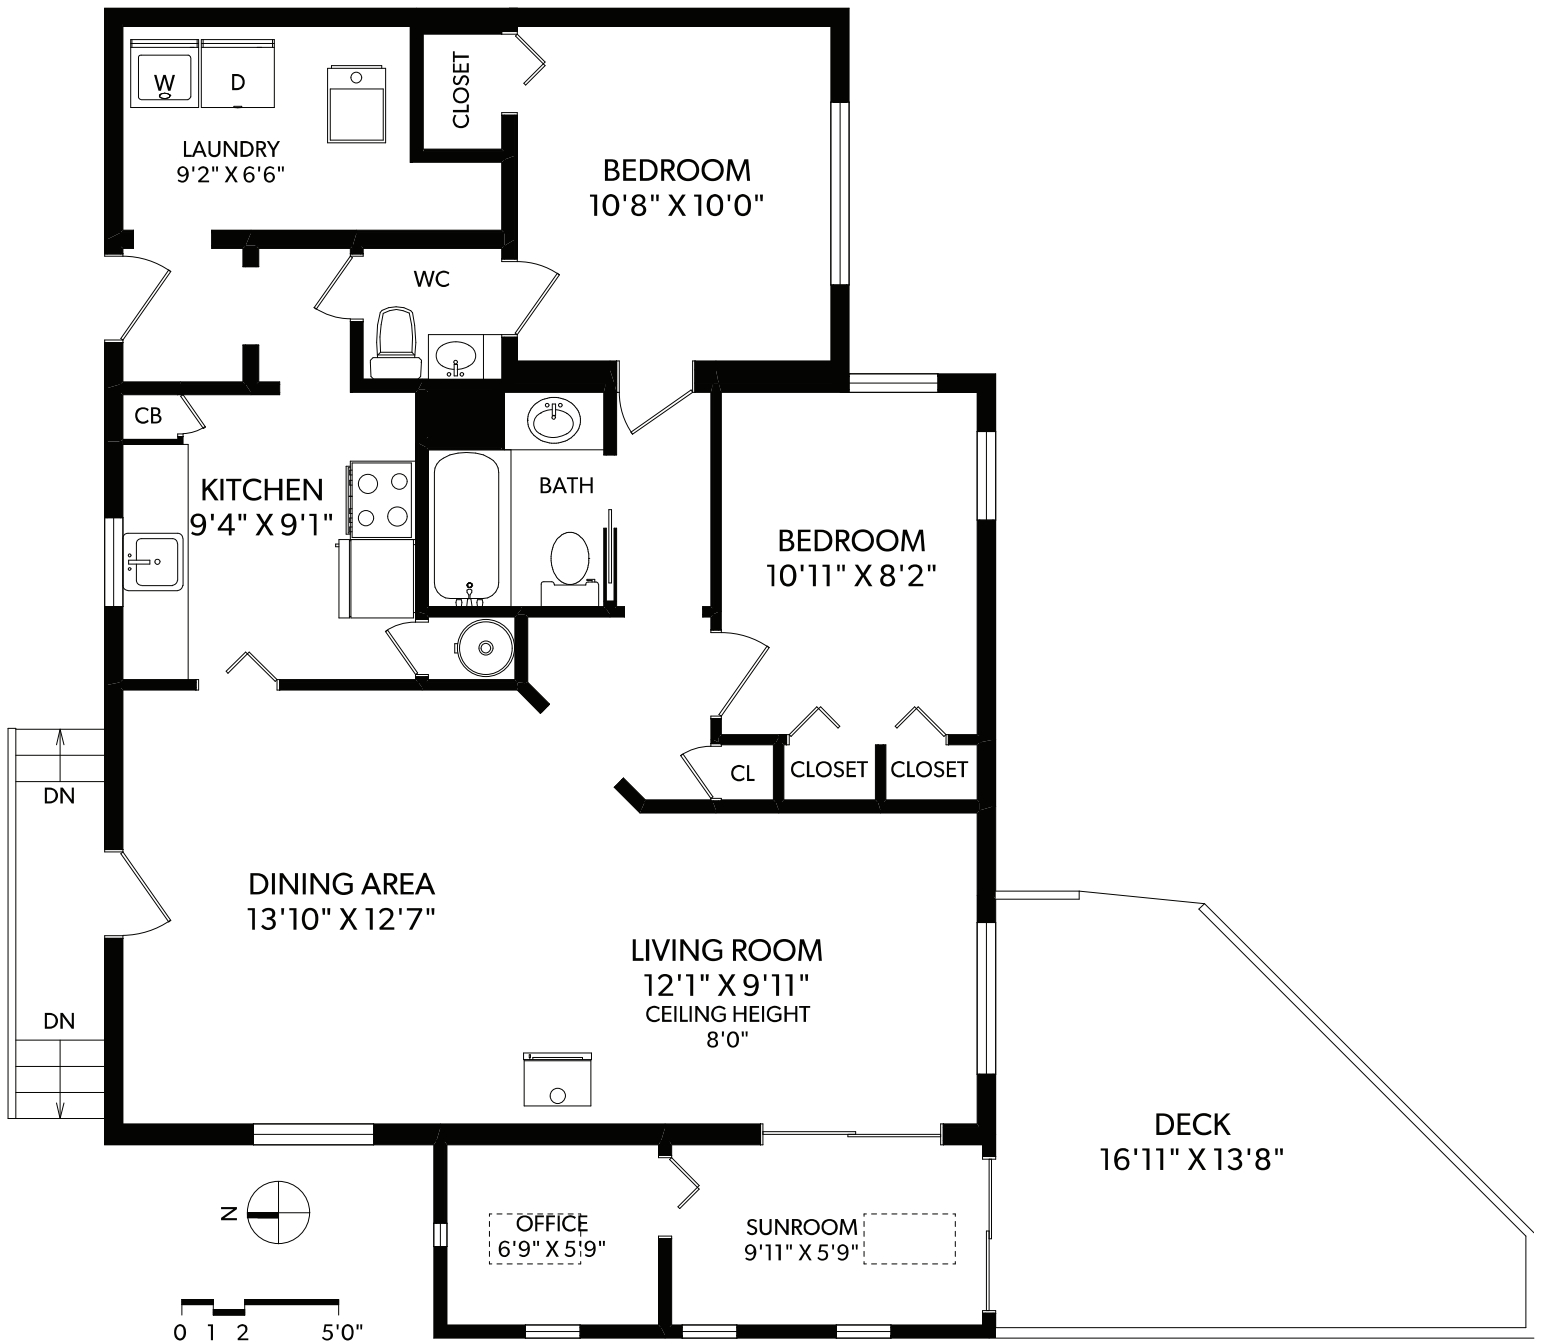 W
D
LAUNDRY
9'2" X 6'6"
CLOSET
BEDROOM
10'8" X 10'0"
WC
CB
KITCHEN
9'4" X 9'1"
BATH
BEDROOM
10'11" X 8'2"
CL
CLOSET
CLOSET
DN
DINING AREA
13'10" X 12'7"
LIVING ROOM
12'1" X 9'11"
CEILING HEIGHT
8'0"
DN
DECK
16'11" X 13'8"
N
OFFICE
6'9" X 5'9"
SUNROOM
9'11" X 5'9"
0 1 2 5'0"